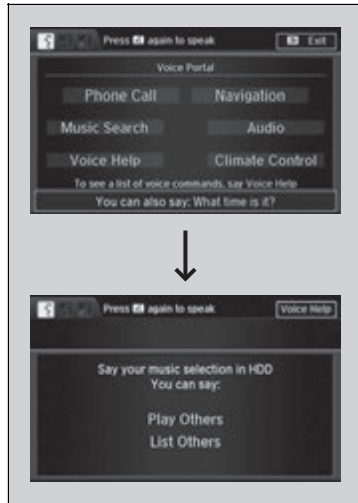 Press again to speak
Exit
Voice Portal
Phone Call
Navigation
Music Search
Audio
Voice Help
Climate Control
To see a list of voice commands, say Voice Help
You can also say: What time is it?
Press again to speak
Voice Help
Say your music selection in HDD
You can say:
Play Others
List Others